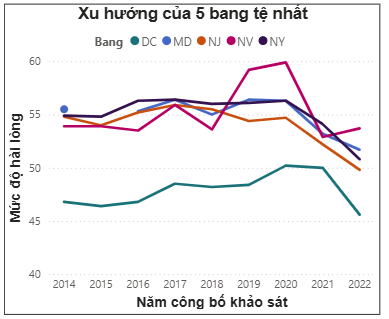 Xu hướng của 5 bang tệ nhất
Bang DC MD NJ NV NY
Mức độ hài lòng
60
55
50
45
40
2014 2015 2016 2017 2018 2019 2020 2021 2022
Năm công bố khảo sát